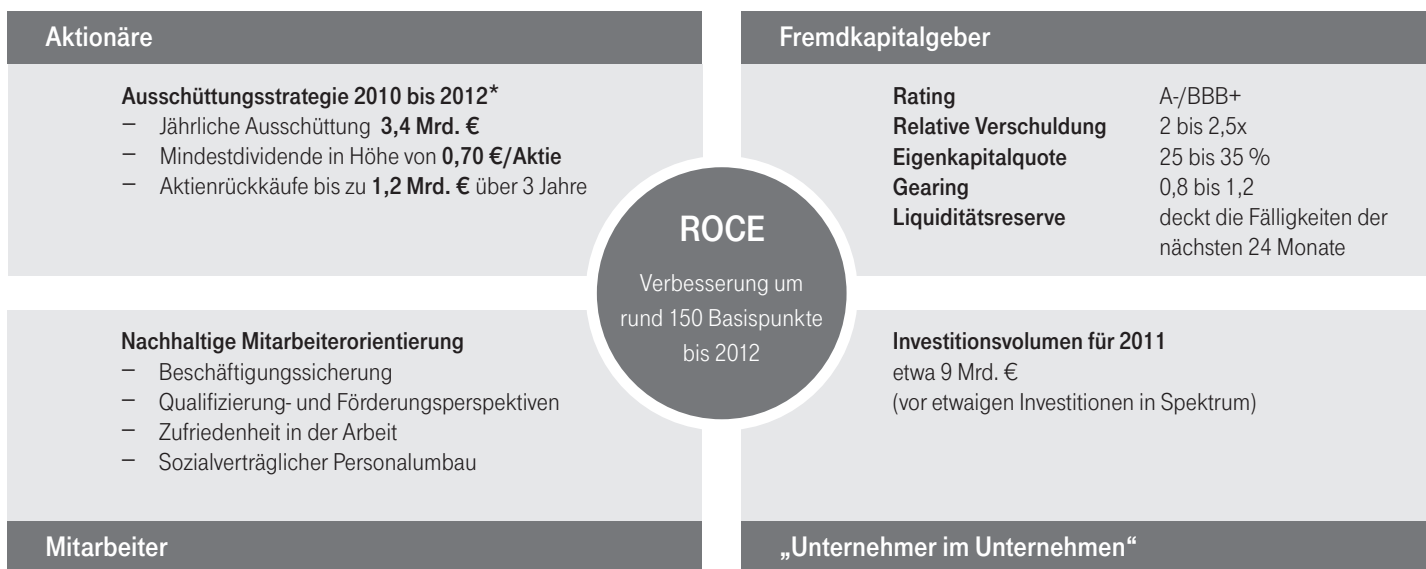 Aktionäre
Ausschüttungsstrategie 2010 bis 2012*
– Jährliche Ausschüttung 3,4 Mrd. €
– Mindestdividende in Höhe von 0,70 €/Aktie
– Aktienrückkäufe bis zu 1,2 Mrd. € über 3 Jahre
Fremdkapitalgeber
Rating A-/BBB+
Relative Verschuldung 2 bis 2,5x
Eigenkapitalquote 25 bis 35 %
Gearing 0,8 bis 1,2
Liquiditätsreserve deckt die Fälligkeiten der
nächsten 24 Monate
ROCE
Verbesserung um
rund 150 Basispunkte
bis 2012
Nachhaltige Mitarbeiterorientierung
– Beschäftigungssicherung
– Qualifizierung- und Förderungsperspektiven
– Zufriedenheit in der Arbeit
– Sozialverträglicher Personalumbau
Mitarbeiter
Investitionsvolumen für 2011
etwa 9 Mrd. €
(vor etwaigen Investitionen in Spektrum)
„Unternehmer im Unternehmen“